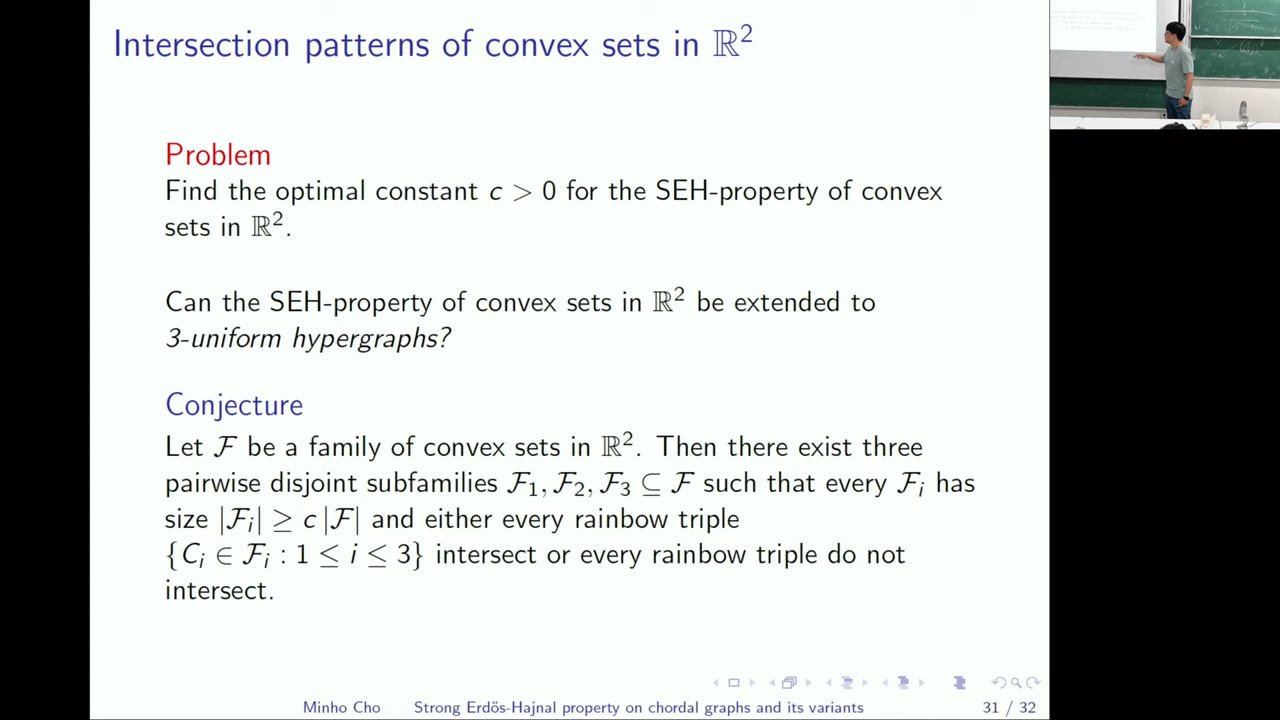 Intersection patterns of convex sets in ℝ²
Problem
Find the optimal constant c > 0 for the SEH-property of convex
sets in ℝ².
Can the SEH-property of convex sets in ℝ² be extended to
3-uniform hypergraphs?
Conjecture
Let ℱ be a family of convex sets in ℝ². Then there exist three
pairwise disjoint subfamilies ℱ₁, ℱ₂, ℱ₃ ⊆ ℱ such that every ℱᵢ has
size |ℱᵢ| ≥ c |ℱ| and either every rainbow triple
{Cᵢ ∈ ℱᵢ : 1 ≤ i ≤ 3} intersect or every rainbow triple do not
intersect.
Minho Cho Strong Erdős-Hajnal property on chordal graphs and its variants 31 / 32